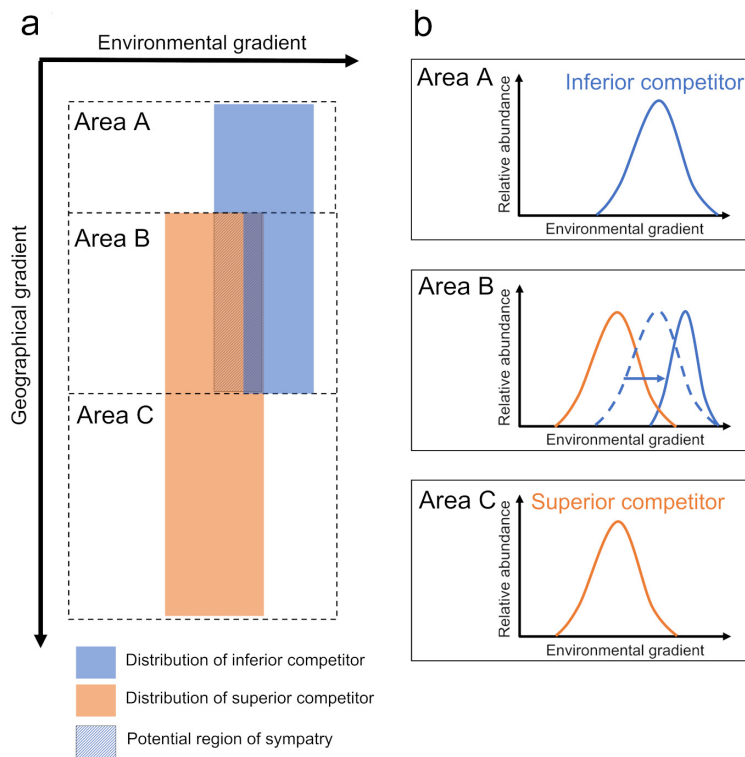 a
Environmental gradient
Geographical gradient
Area A
Area B
Area C
Distribution of inferior competitor
Distribution of superior competitor
Potential region of sympatry
b
Area A
Inferior competitor
Relative abundance
Environmental gradient
Area B
Relative abundance
Environmental gradient
Area C
Superior competitor
Relative abundance
Environmental gradient